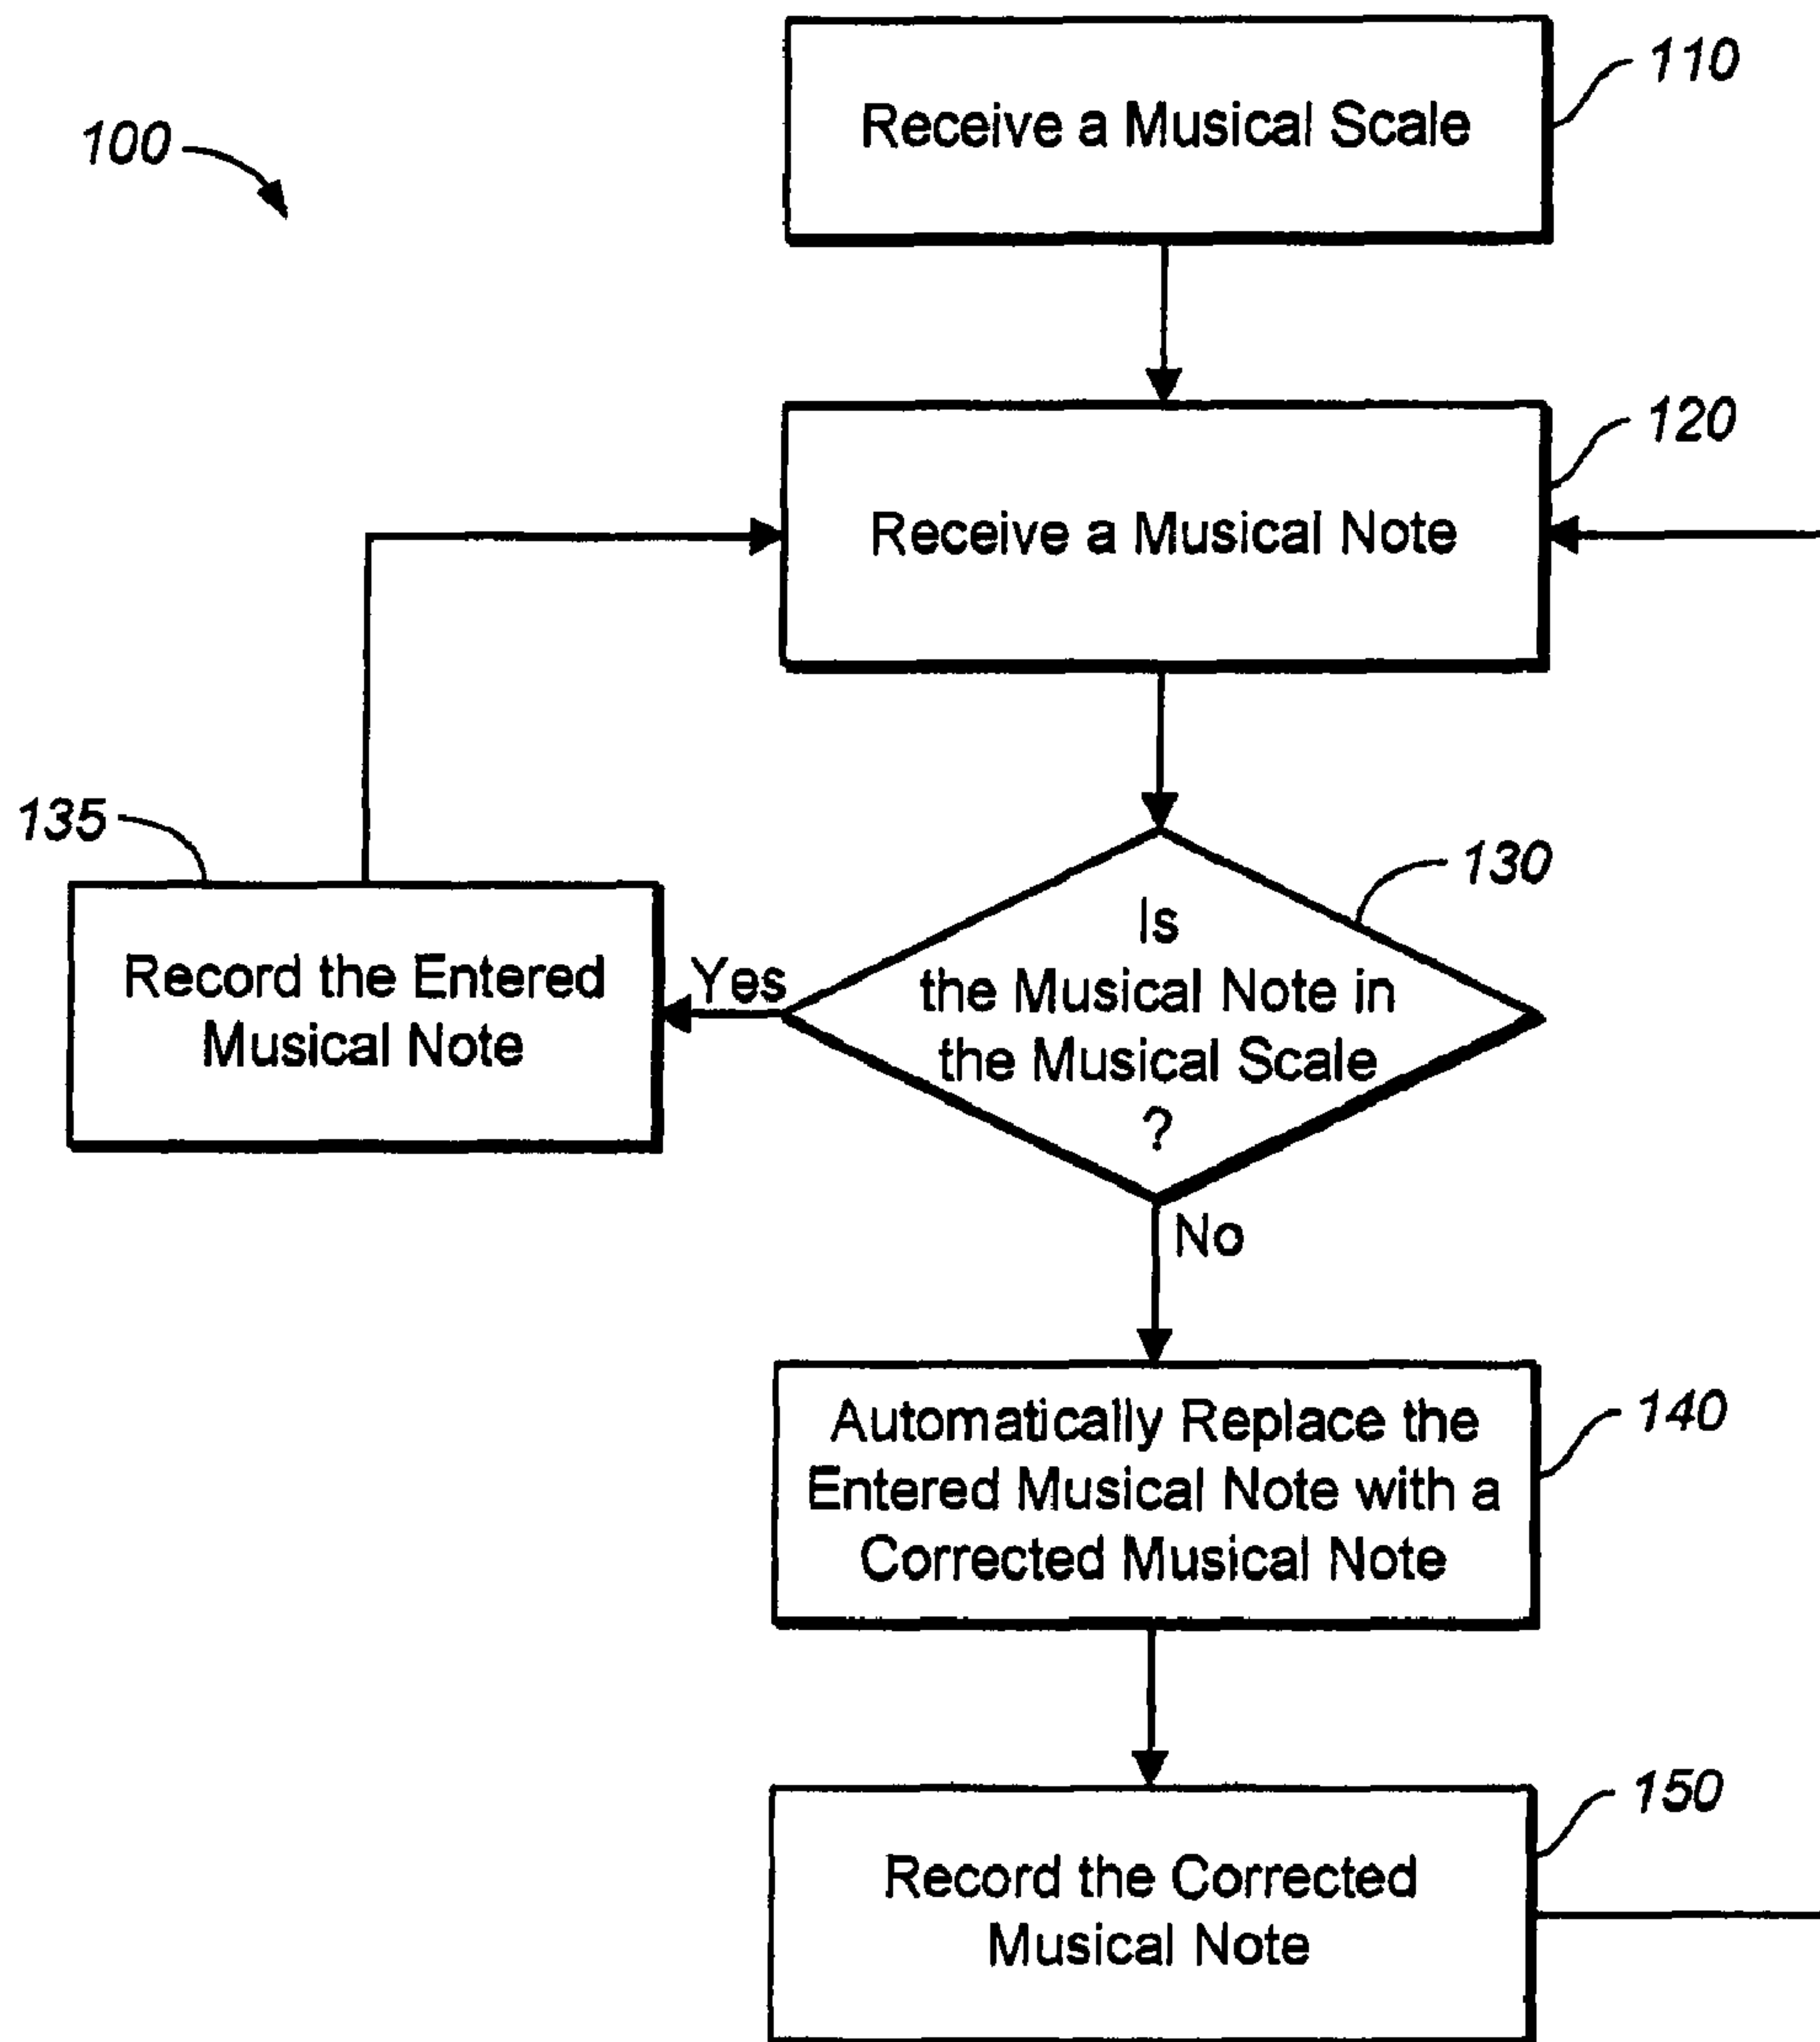 110
Receive a Musical Scale
100
120
Receive a Musical Note
135
130
Record the Entered
Musical Note
Yes
Is
the Musical Note in
the Musical Scale
?
No
140
Automatically Replace the
Entered Musical Note with a
Corrected Musical Note
150
Record the Corrected
Musical Note